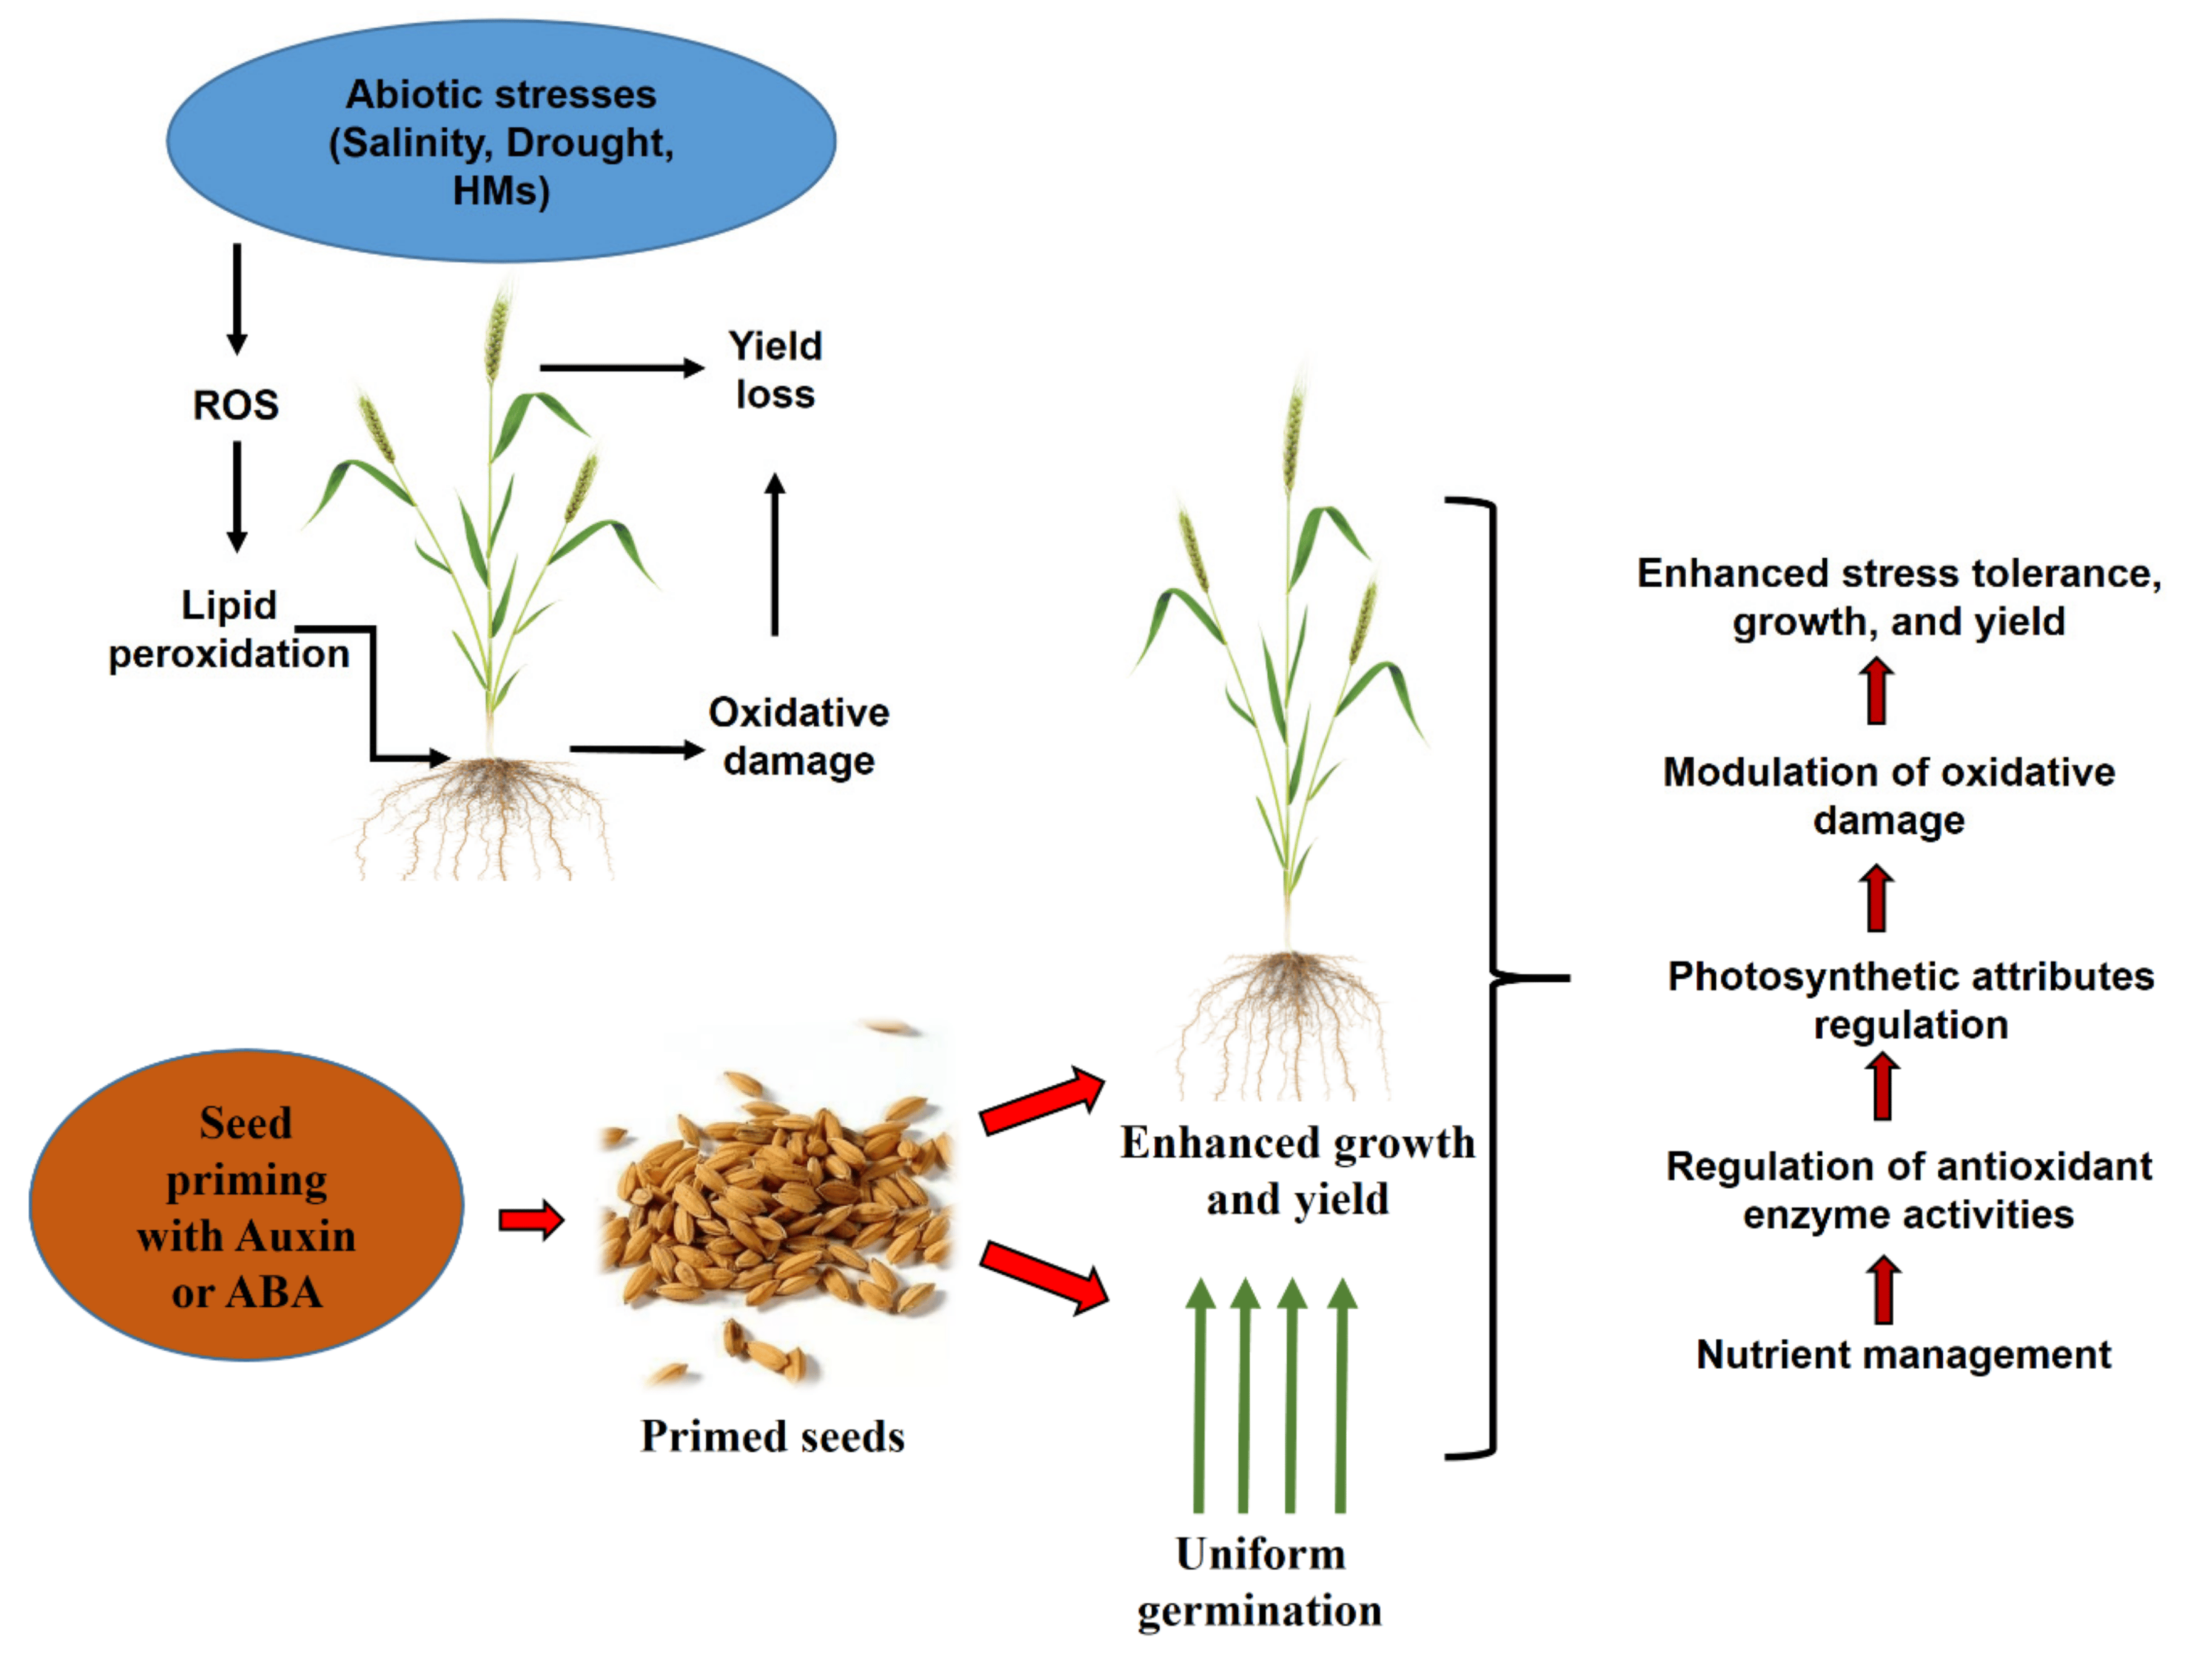 Abiotic stresses
(Salinity, Drought,
HMs)
ROS
Lipid
peroxidation
Yield
loss
Oxidative
damage
Seed
priming
with Auxin
or ABA
Primed seeds
Enhanced growth
and yield
Uniform
germination
Enhanced stress tolerance,
growth, and yield
Modulation of oxidative
damage
Photosynthetic attributes
regulation
Regulation of antioxidant
enzyme activities
Nutrient management